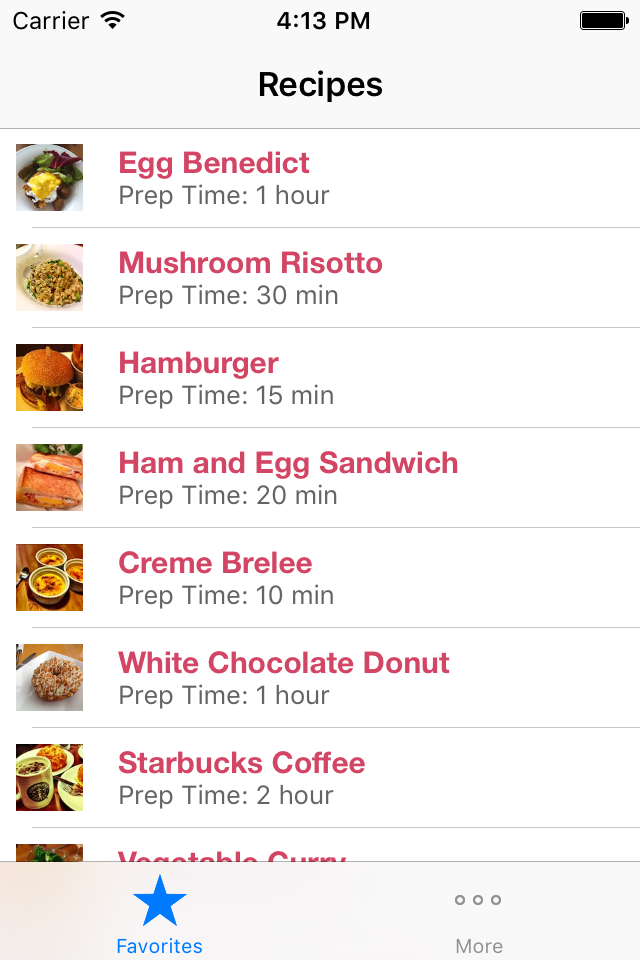 Carrier 4:13 PM
Recipes
Egg Benedict
Prep Time: 1 hour
Mushroom Risotto
Prep Time: 30 min
Hamburger
Prep Time: 15 min
Ham and Egg Sandwich
Prep Time: 20 min
Creme Brelee
Prep Time: 10 min
White Chocolate Donut
Prep Time: 1 hour
Starbucks Coffee
Prep Time: 2 hour
Vegetable Curry
Favorites More